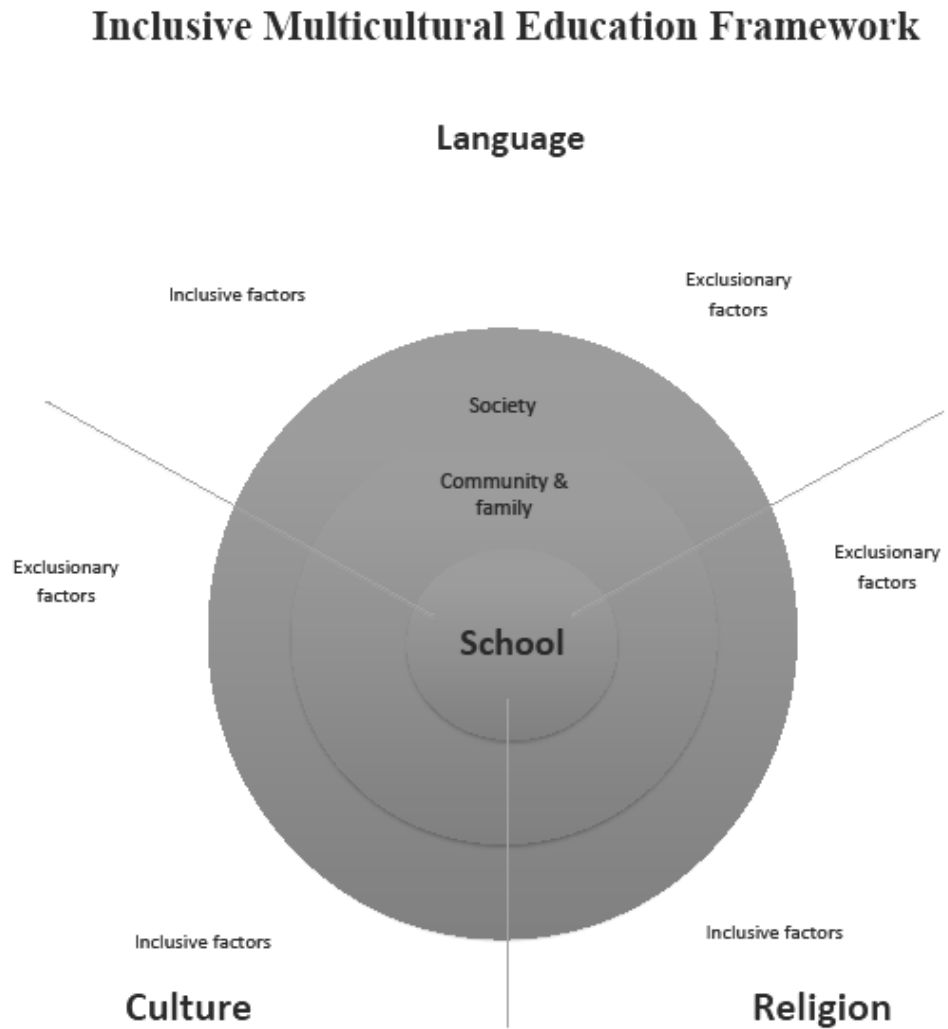 Inclusive Multicultural Education Framework
Language
Inclusive factors
Exclusionary
factors
Society
Community &
family
Exclusionary
factors
Exclusionary
factors
School
Inclusive factors
Inclusive factors
Culture
Religion